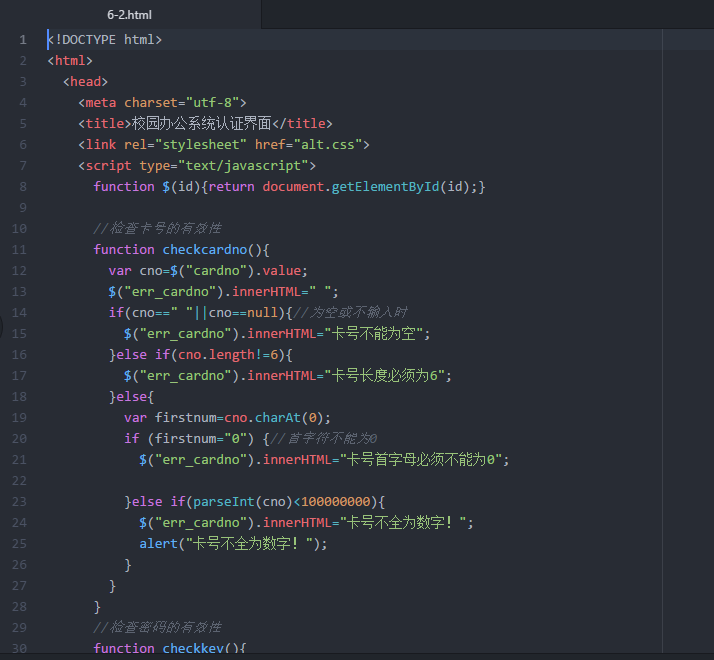 6-2.html
1 <!DOCTYPE html>
2 <html>
3 <head>
4 <meta charset="utf-8">
5 <title>校园办公系统认证界面</title>
6 <link rel="stylesheet" href="alt.css">
7 <script type="text/javascript">
8 function $(id){return document.getElementById(id);}
9
10 //检查卡号的有效性
11 function checkcardno(){
12 var cno=$("cardno").value;
13 $("err_cardno").innerHTML=" ";
14 if(cno==" "||cno==null){//为空或不输入时
15 $("err_cardno").innerHTML="卡号不能为空";
16 }else if(cno.length!=6){
17 $("err_cardno").innerHTML="卡号长度必须为6";
18 }else{
19 var firstnum=cno.charAt(0);
20 if (firstnum="0") {//首字符不能为0
21 $("err_cardno").innerHTML="卡号首字母必须不能为0";
22
23 }else if(parseInt(cno)<100000000){
24 $("err_cardno").innerHTML="卡号不全为数字！";
25 alert("卡号不全为数字！");
26 }
27 }
28 }
29 //检查密码的有效性
30 function checkkey(){